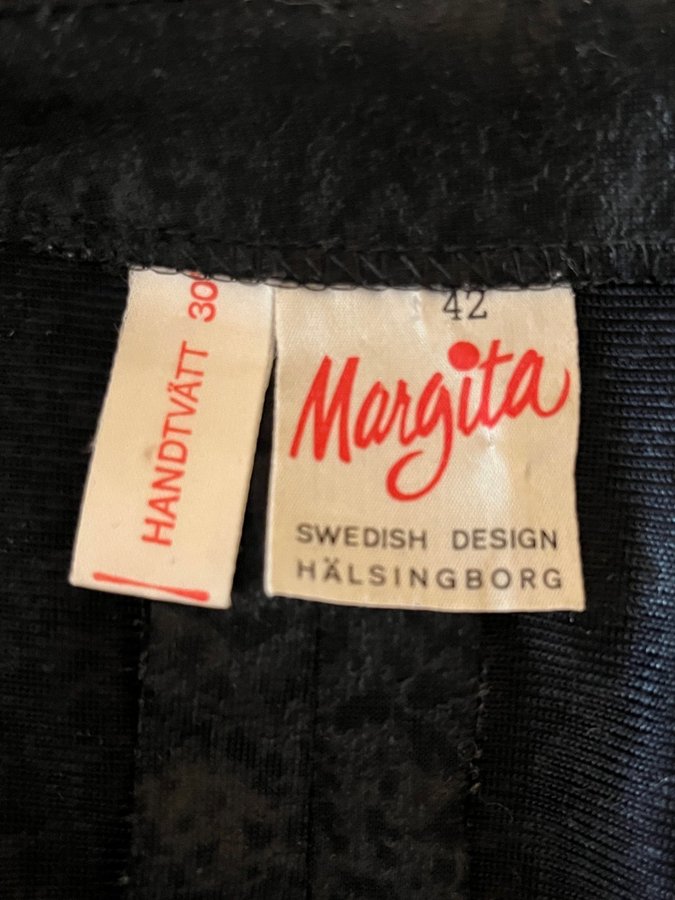 HANDTVÄTT 30°
42
Margita
SWEDISH DESIGN
HÄLSINGBORG